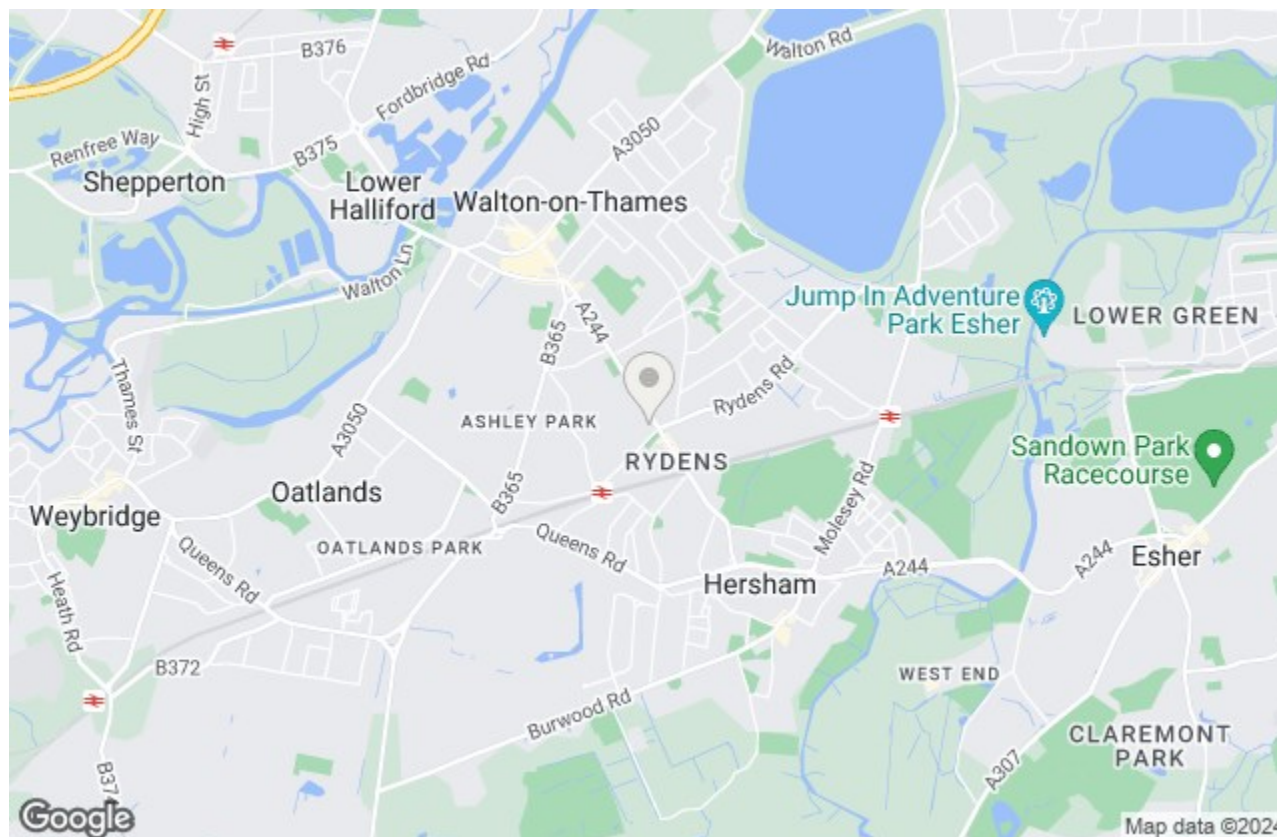 B376
Walton Rd
Fordbridge Rd
High St
Renfree Way
B375
A3050
Shepperton
Lower
Halliford
Walton-on-Thames
Walton Ln
Jump In Adventure
Park Esher
LOWER GREEN
A244
B365
Thames St
Rydens Rd
A3050
ASHLEY PARK
Sandown Park
Racecourse
RYDENS
Oatlands
B365
Weybridge
Molesey Rd
OATLANDS PARK
Queens Rd
Queens Rd
Hersham
A244
A244
Esher
Heath Rd
B372
WEST END
Burwood Rd
CLAREMONT
PARK
A307
B374
Google
Map data ©2024